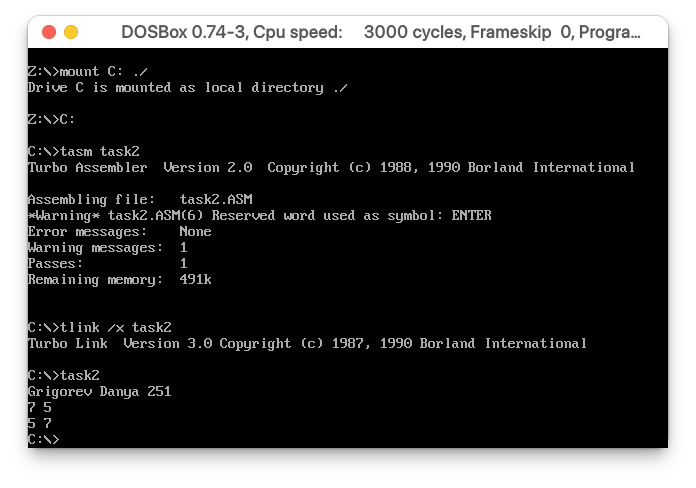 DOSBox 0.74-3, Cpu speed: 3000 cycles, Frameskip 0, Progra...
Z:\>mount C: ./
Drive C is mounted as local directory ./
Z:\>C:
C:\>tasm task2
Turbo Assembler Version 2.0 Copyright (c) 1988, 1990 Borland International
Assembling file: task2.ASM
*Warning* task2.ASM(6) Reserved word used as symbol: ENTER
Error messages: None
Warning messages: 1
Passes: 1
Remaining memory: 491k
C:\>tlink /x task2
Turbo Link Version 3.0 Copyright (c) 1987, 1990 Borland International
C:\>task2
Grigorev Danya 251
7 5
5 7
C:\>